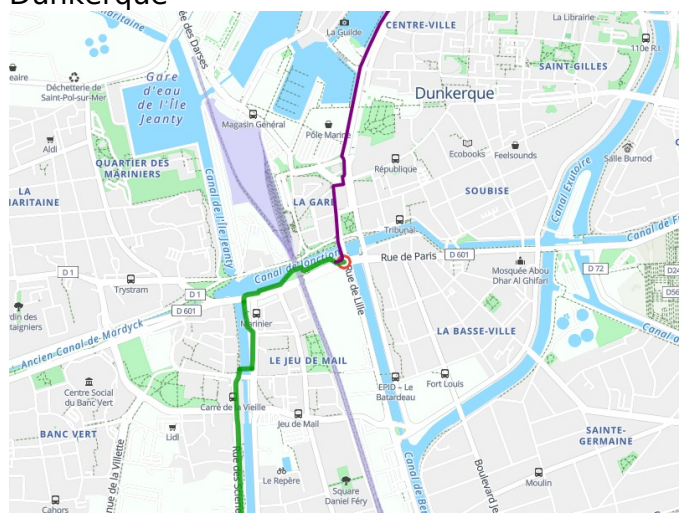 Dunkerque
La Guilde
CENTRE-VILLE
La Librairie
110e R.I.
SAINT-GILLES
Déchetterie de
Saint-Pol-sur-Mer
Gare
d'eau
de l'Île
Jeanty
Dunkerque
Magasin Général
Pôle Marine
Aldi
Ecobooks
Feelsounds
Salle Burnod
République
QUARTIER DES
MARINIERS
LA GARE
SOUBISE
Canal Exutoire
Canal de l'Île Jeanty
Tribunal
Canal de Jonction
Rue de Paris
D 601
D 1
Trystram
D 1
D 601
Rue de Lille
Mosquée Abou
Dhar Al Ghifari
D 72
Marinier
LA BASSE-VILLE
Ancien Canal de Mardyck
LE JEU DE MAIL
Centre Social
du Banc Vert
EPID – Le
Batardeau
Fort Louis
Carré de la Vieille
Jeu de Mail
BANC VERT
Lidl
SAINTE-
GERMAINE
Le Repère
Moulin
Square
Daniel Féry
Cahors